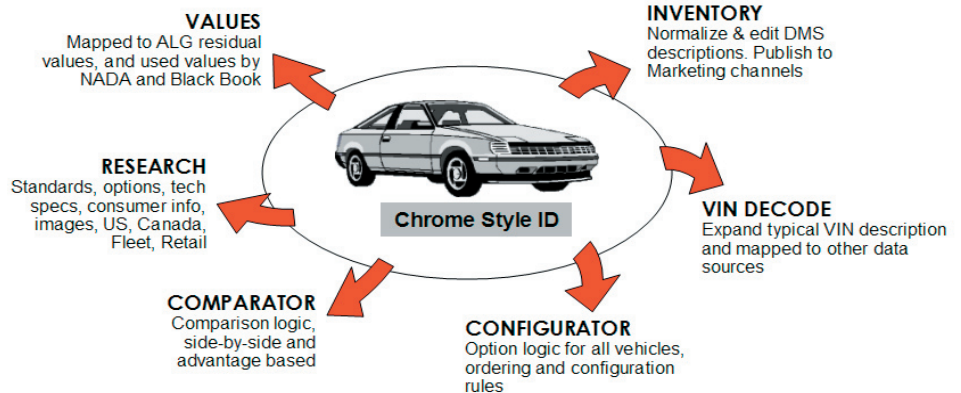 VALUES
Mapped to ALG residual
values, and used values by
NADA and Black Book
INVENTORY
Normalize & edit DMS
descriptions. Publish to
Marketing channels
RESEARCH
Standards, options, tech
specs, consumer info,
images, US, Canada,
Fleet, Retail
Chrome Style ID
VIN DECODE
Expand typical VIN description
and mapped to other data
sources
COMPARATOR
Comparison logic,
side-by-side and
advantage based
CONFIGURATOR
Option logic for all vehicles,
ordering and configuration
rules